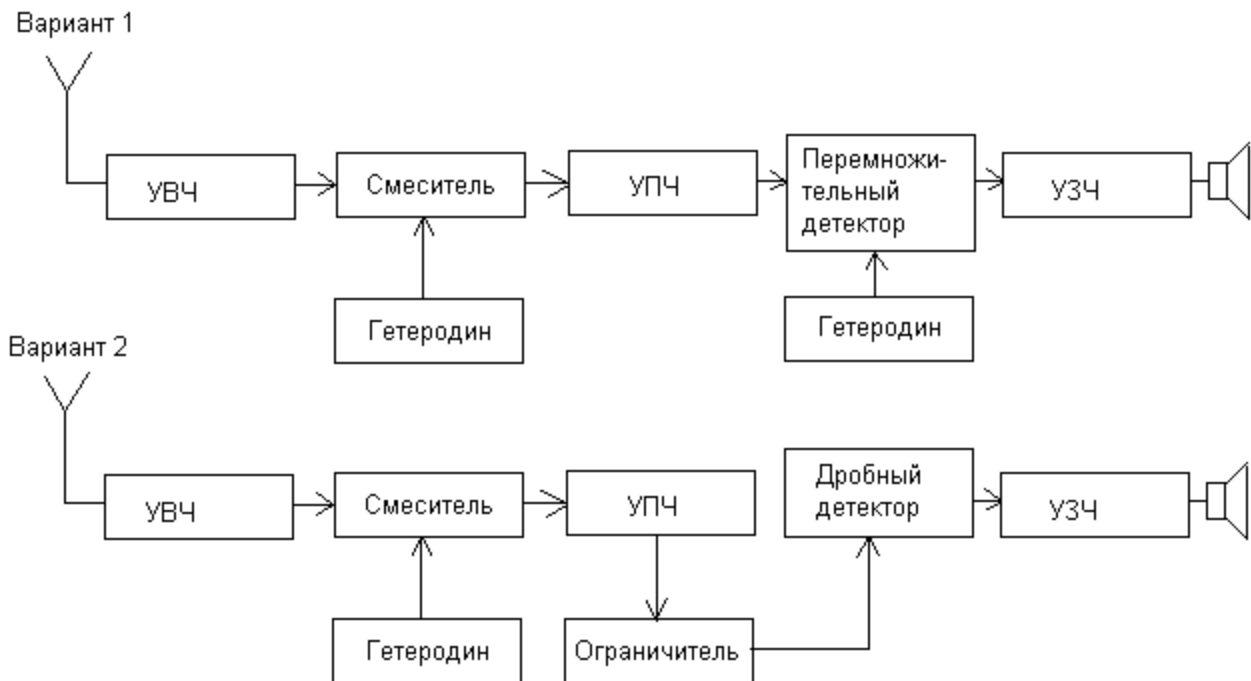 Вариант 1
УВЧ
Смеситель
УПЧ
Перемножи-
тельный
детектор
УЗЧ
Гетеродин
Гетеродин
Вариант 2
УВЧ
Смеситель
УПЧ
Дробный
детектор
УЗЧ
Гетеродин
Ограничитель